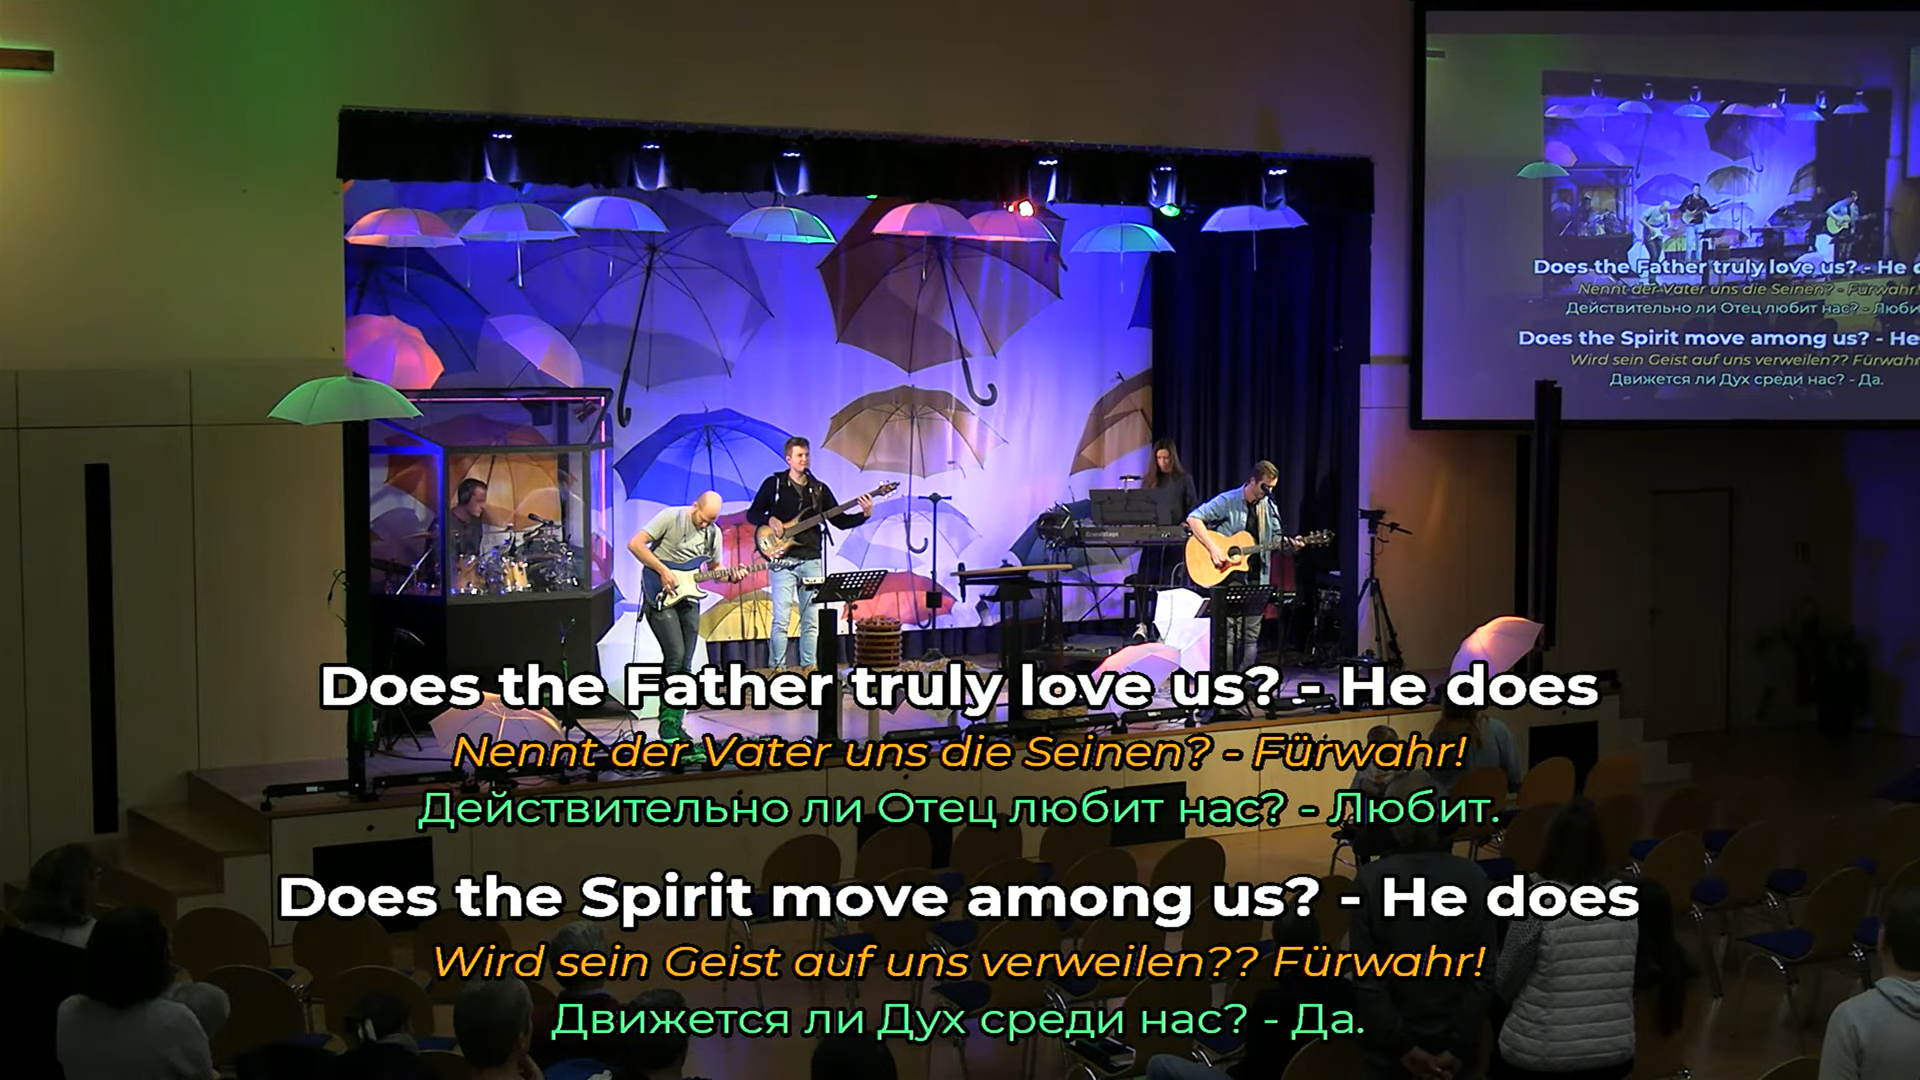 Does the Father truly love us? - He does
Nennt der Vater uns die Seinen? - Fürwahr!
Действительно ли Отец любит нас? - Любит.
Does the Spirit move among us? - He does
Wird sein Geist auf uns verweilen?? Fürwahr!
Движется ли Дух среди нас? - Да.
Does the Father truly love us? - He
Nennt der Vater uns die Seinen? - Fürwahr!
Действительно ли Отец любит нас? -
Does the Spirit move among us? - He
Wird sein Geist auf uns verweilen?? Fürwahr
Движется ли Дух среди нас? - Да.